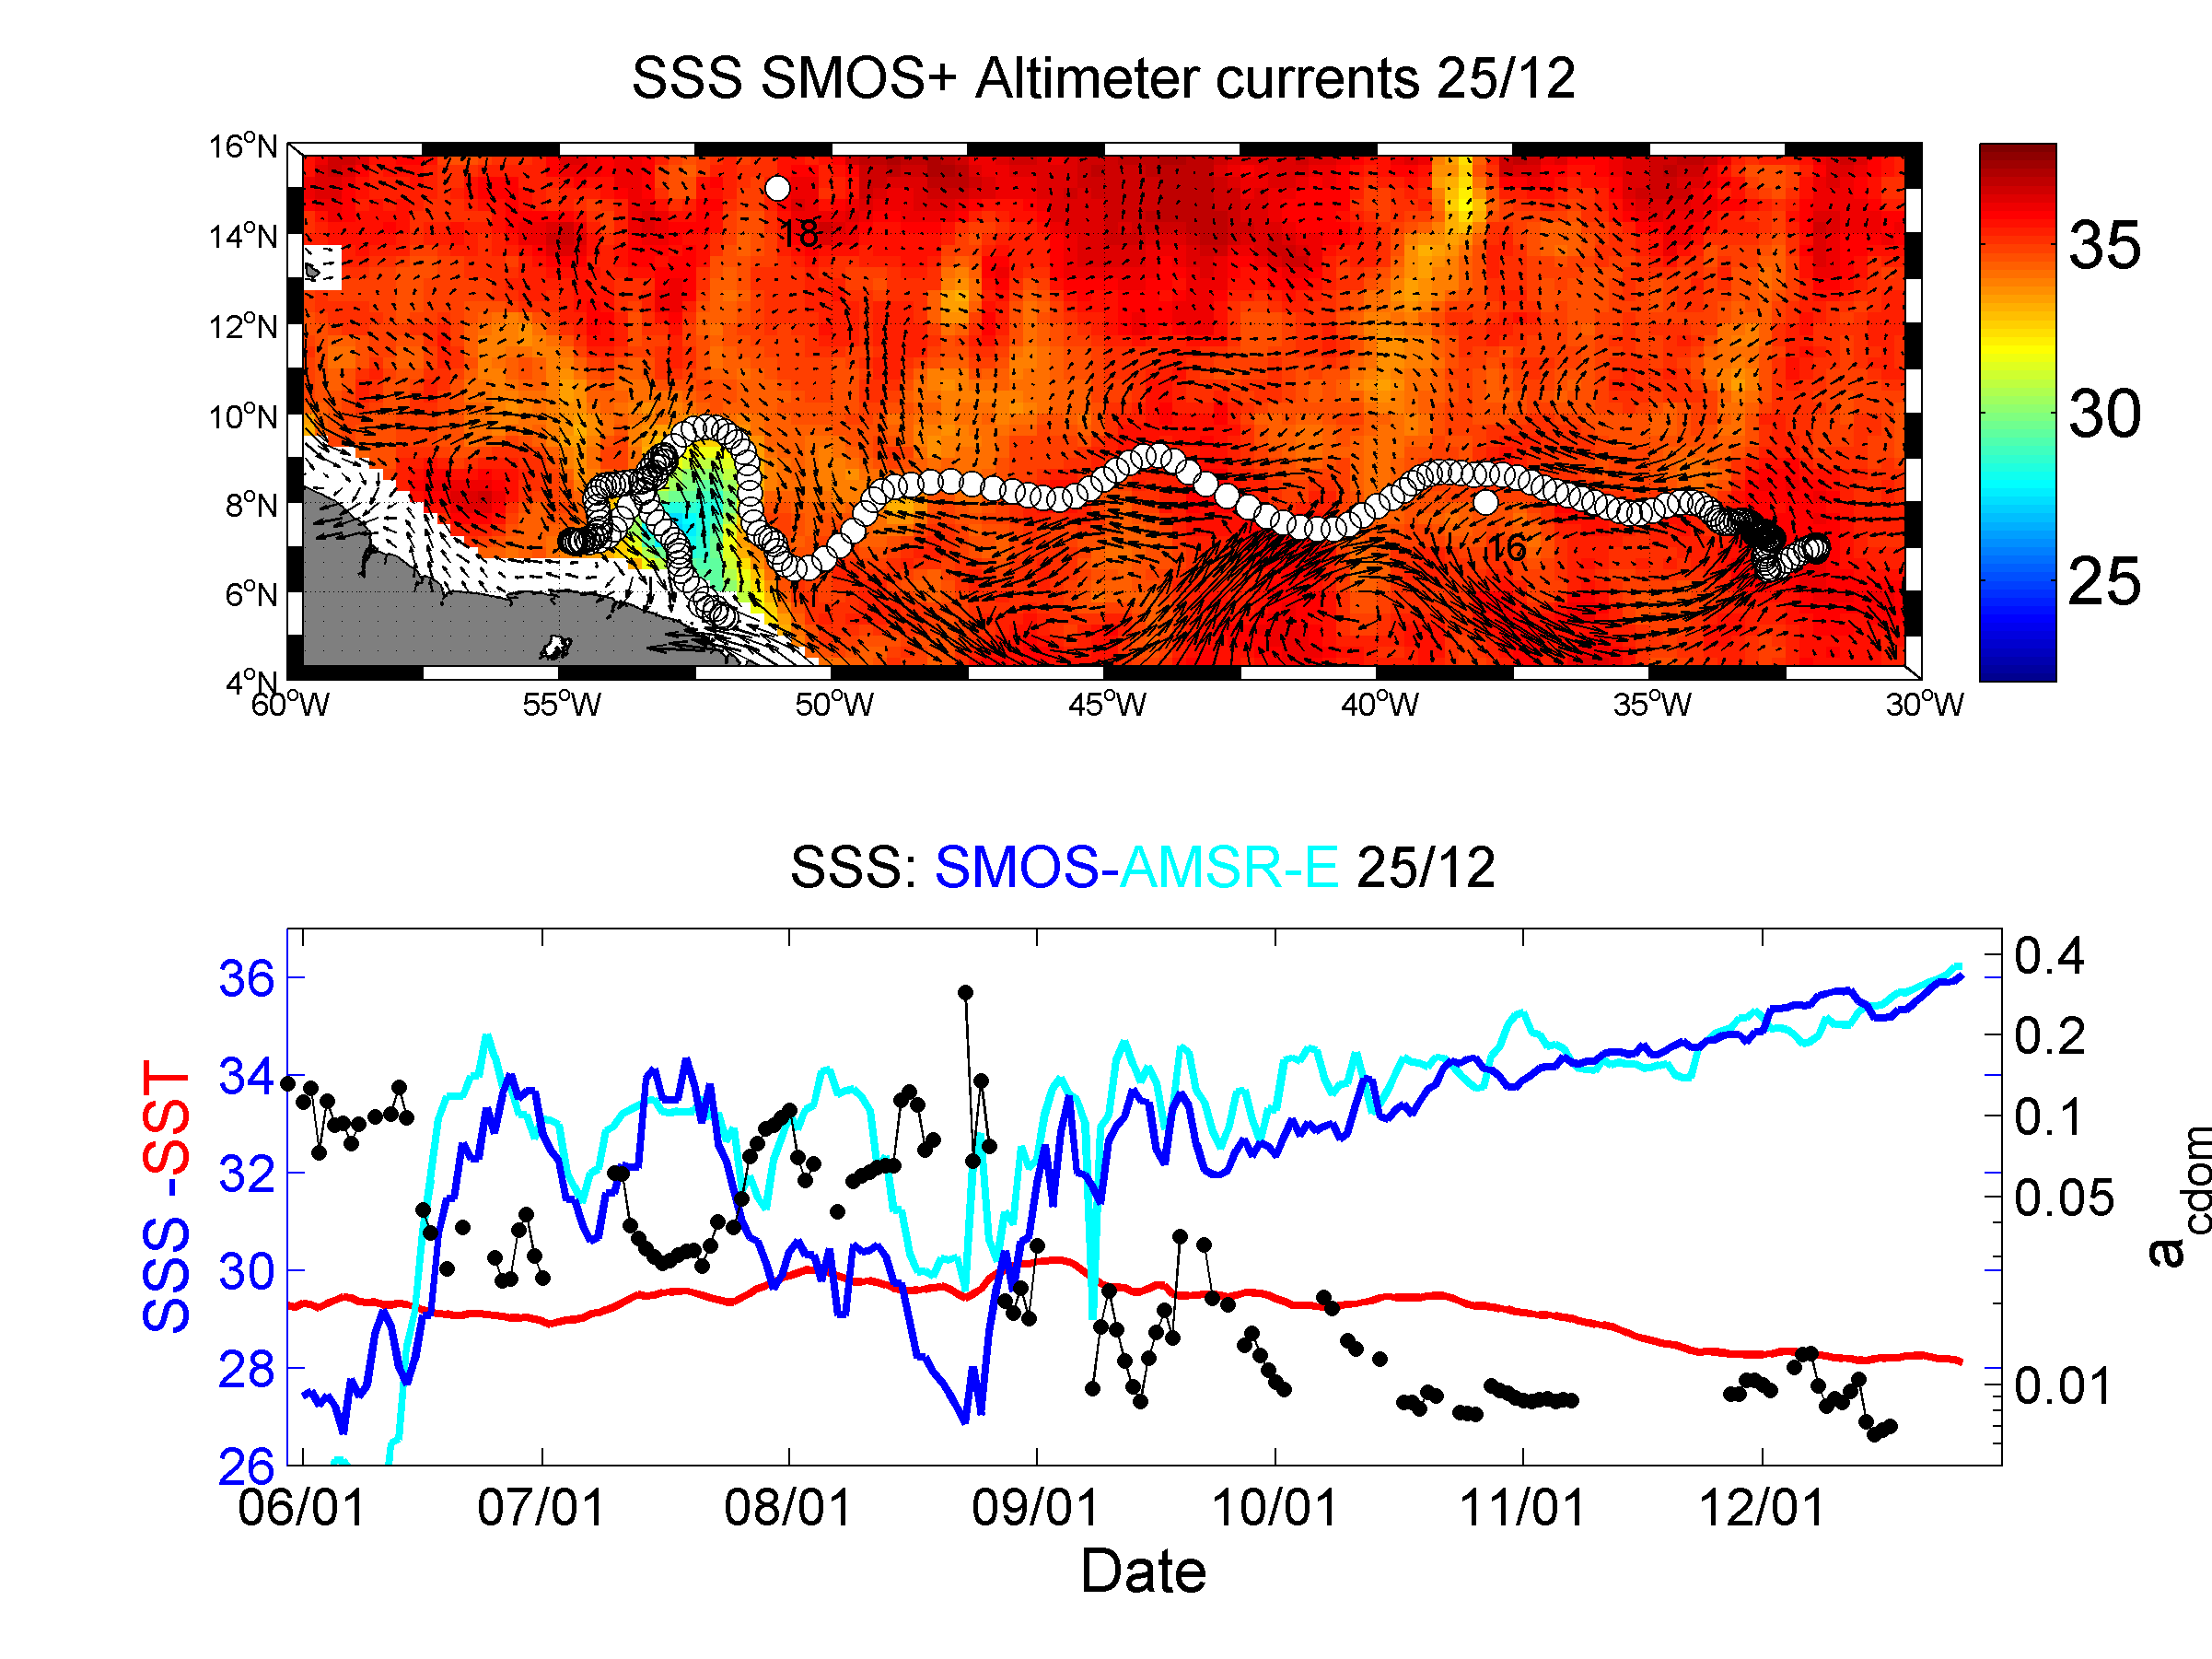 SSS SMOS+ Altimeter currents 25/12
16°N
14°N
12°N
10°N
8°N
6°N
4°N
60°W
55°W
50°W
45°W
40°W
35°W
30°W
18
16
35
30
25
SSS: SMOS-AMSR-E 25/12
SSS -SST
36
34
32
30
28
26
0.4
0.2
0.1
0.05
0.01
a cdom
06/01
07/01
08/01
09/01
10/01
11/01
12/01
Date